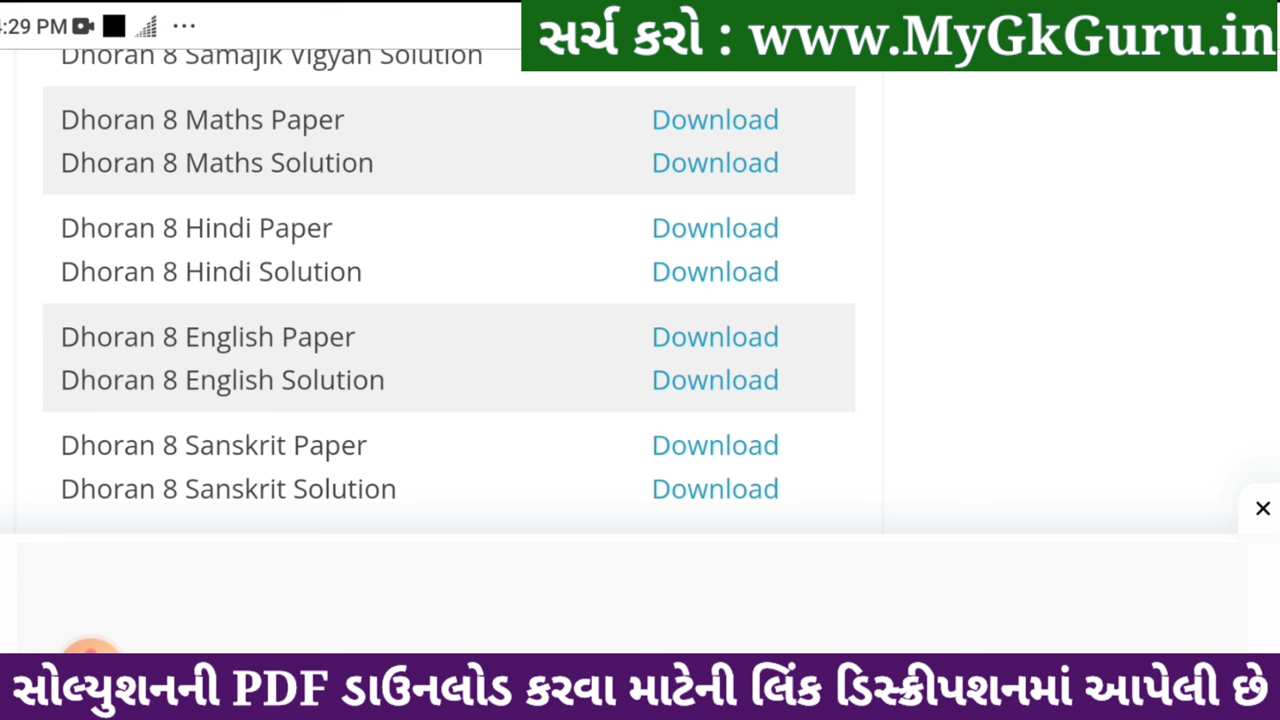 :29 PM
સર્ચ કરો : www.MyGkGuru.in
Dhoran 8 Samajik Vigyan Solution
Dhoran 8 Maths Paper Download
Dhoran 8 Maths Solution Download
Dhoran 8 Hindi Paper Download
Dhoran 8 Hindi Solution Download
Dhoran 8 English Paper Download
Dhoran 8 English Solution Download
Dhoran 8 Sanskrit Paper Download
Dhoran 8 Sanskrit Solution Download
સોલ્યુશનની PDF ડાઉનલોડ કરવા માટેની લિંક ડિસ્ક્રીપશનમાં આપેલી છે